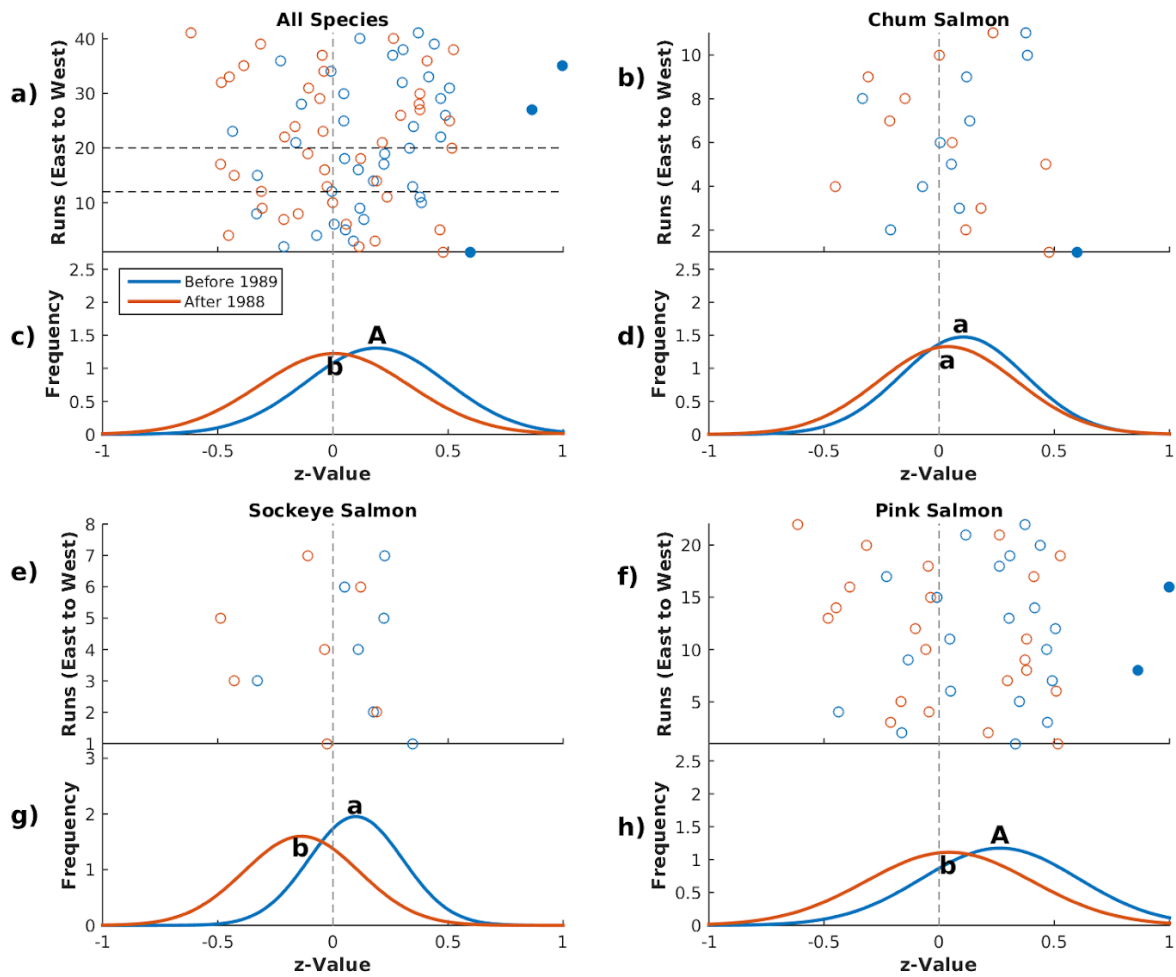 All Species
a)
Runs (East to West)
40
30
20
10
Chum Salmon
b)
Runs (East to West)
10
8
6
4
2
c)
Frequency
2.5
2
1.5
1
0.5
0
Before 1989
After 1988
A
b
-1 -0.5 0 0.5 1
z-Value
d)
Frequency
2.5
2
1.5
1
0.5
0
a
a
-1 -0.5 0 0.5 1
z-Value
Sockeye Salmon
e)
Runs (East to West)
8
7
6
5
4
3
2
1
Pink Salmon
f)
Runs (East to West)
20
15
10
5
g)
Frequency
3
2
1
0
a
b
-1 -0.5 0 0.5 1
z-Value
h)
Frequency
2.5
2
1.5
1
0.5
0
A
b
-1 -0.5 0 0.5 1
z-Value